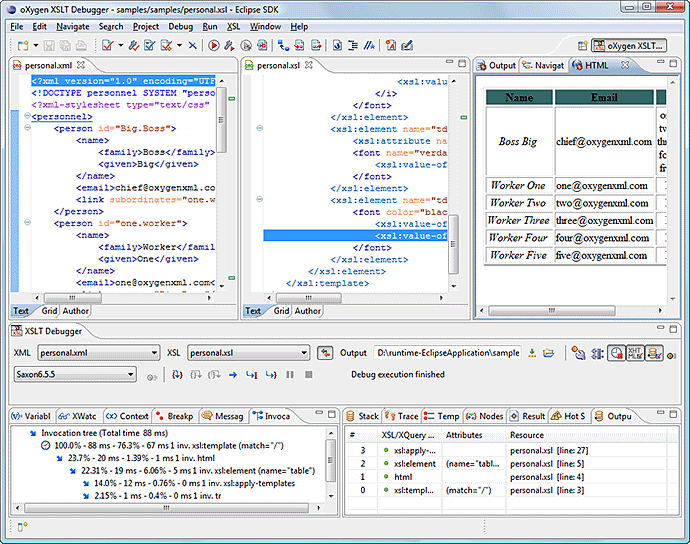 oXygen XSLT Debugger - samples/samples/personal.xsl - Eclipse SDK
File Edit Navigate Search Project Debug Run XSL Window Help
oXygen XSLT...
personal.xml
<?xml version="1.0" encoding="UTF
<!DOCTYPE personnel SYSTEM "perso
<?xml-stylesheet type="text/css"
<personnel>
<person id="Big.Boss">
<name>
<family>Boss</family>
<given>Big</given>
</name>
<email>chief@oxygenxml.co
<link subordinates="one.w
</person>
<person id="one.worker">
<name>
<family>Worker</famil
<given>One</given>
</name>
<email>one@oxygenxml.com<
Text Grid Author
personal.xsl
<xsl:valu
</i>
</font>
</xsl:element>
<xsl:element name="td
<xsl:attribute na
<font name="verda
<xsl:value-of
</font>
</xsl:element>
<xsl:element name="td
<font color="blac
<xsl:value-of
<xsl:value-of
</font>
</xsl:element>
</xsl:element>
</xsl:template>
Text Grid Author
Output Navigat HTML
Name Email
Boss Big chief@oxygenxml.com
Worker One one@oxygenxml.com
Worker Two two@oxygenxml.com
Worker Three three@oxygenxml.com
Worker Four four@oxygenxml.com
Worker Five five@oxygenxml.com
XSLT Debugger
XML personal.xml XSL personal.xsl Output D:\runtime-EclipseApplication\sample
XHT
Saxon6.5.5 Debug execution finished
Variabl XWatc Context Breakp Messag Invoca
Invocation tree (Total time 88 ms)
100.0% - 88 ms - 76.3% - 67 ms 1 inv. xsl:template (match="/")
23.7% - 20 ms - 1.39% - 1 ms 1 inv. html
22.31% - 19 ms - 6.06% - 5 ms 1 inv. xsl:element (name="table")
14.0% - 12 ms - 0.76% - 0 ms 1 inv. xsl:apply-templates
2.15% - 1 ms - 0.4% - 0 ms 1 inv. tr
Stack Trace Temp Nodes Result Hot S Outpu
# XSL/XQuery ... Attributes Resource
3 xsl:apply-... personal.xsl [line: 27]
2 xsl:element (name="tabl... personal.xsl [line: 5]
1 html personal.xsl [line: 4]
0 xsl:templ... (match="/") personal.xsl [line: 3]